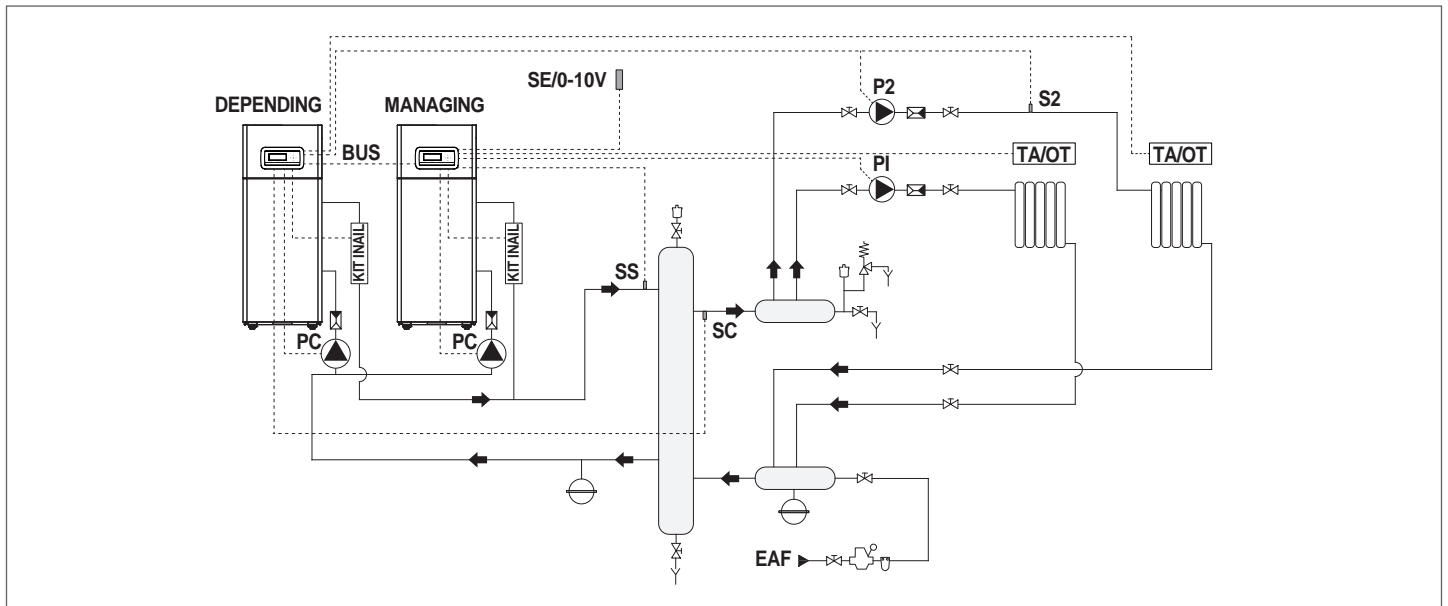 SE/0-10V
P2
S2
DEPENDING
MANAGING
BUS
TA/OT
TA/OT
P1
KIT INAIL
KIT INAIL
SS
SC
PC
PC
EAF